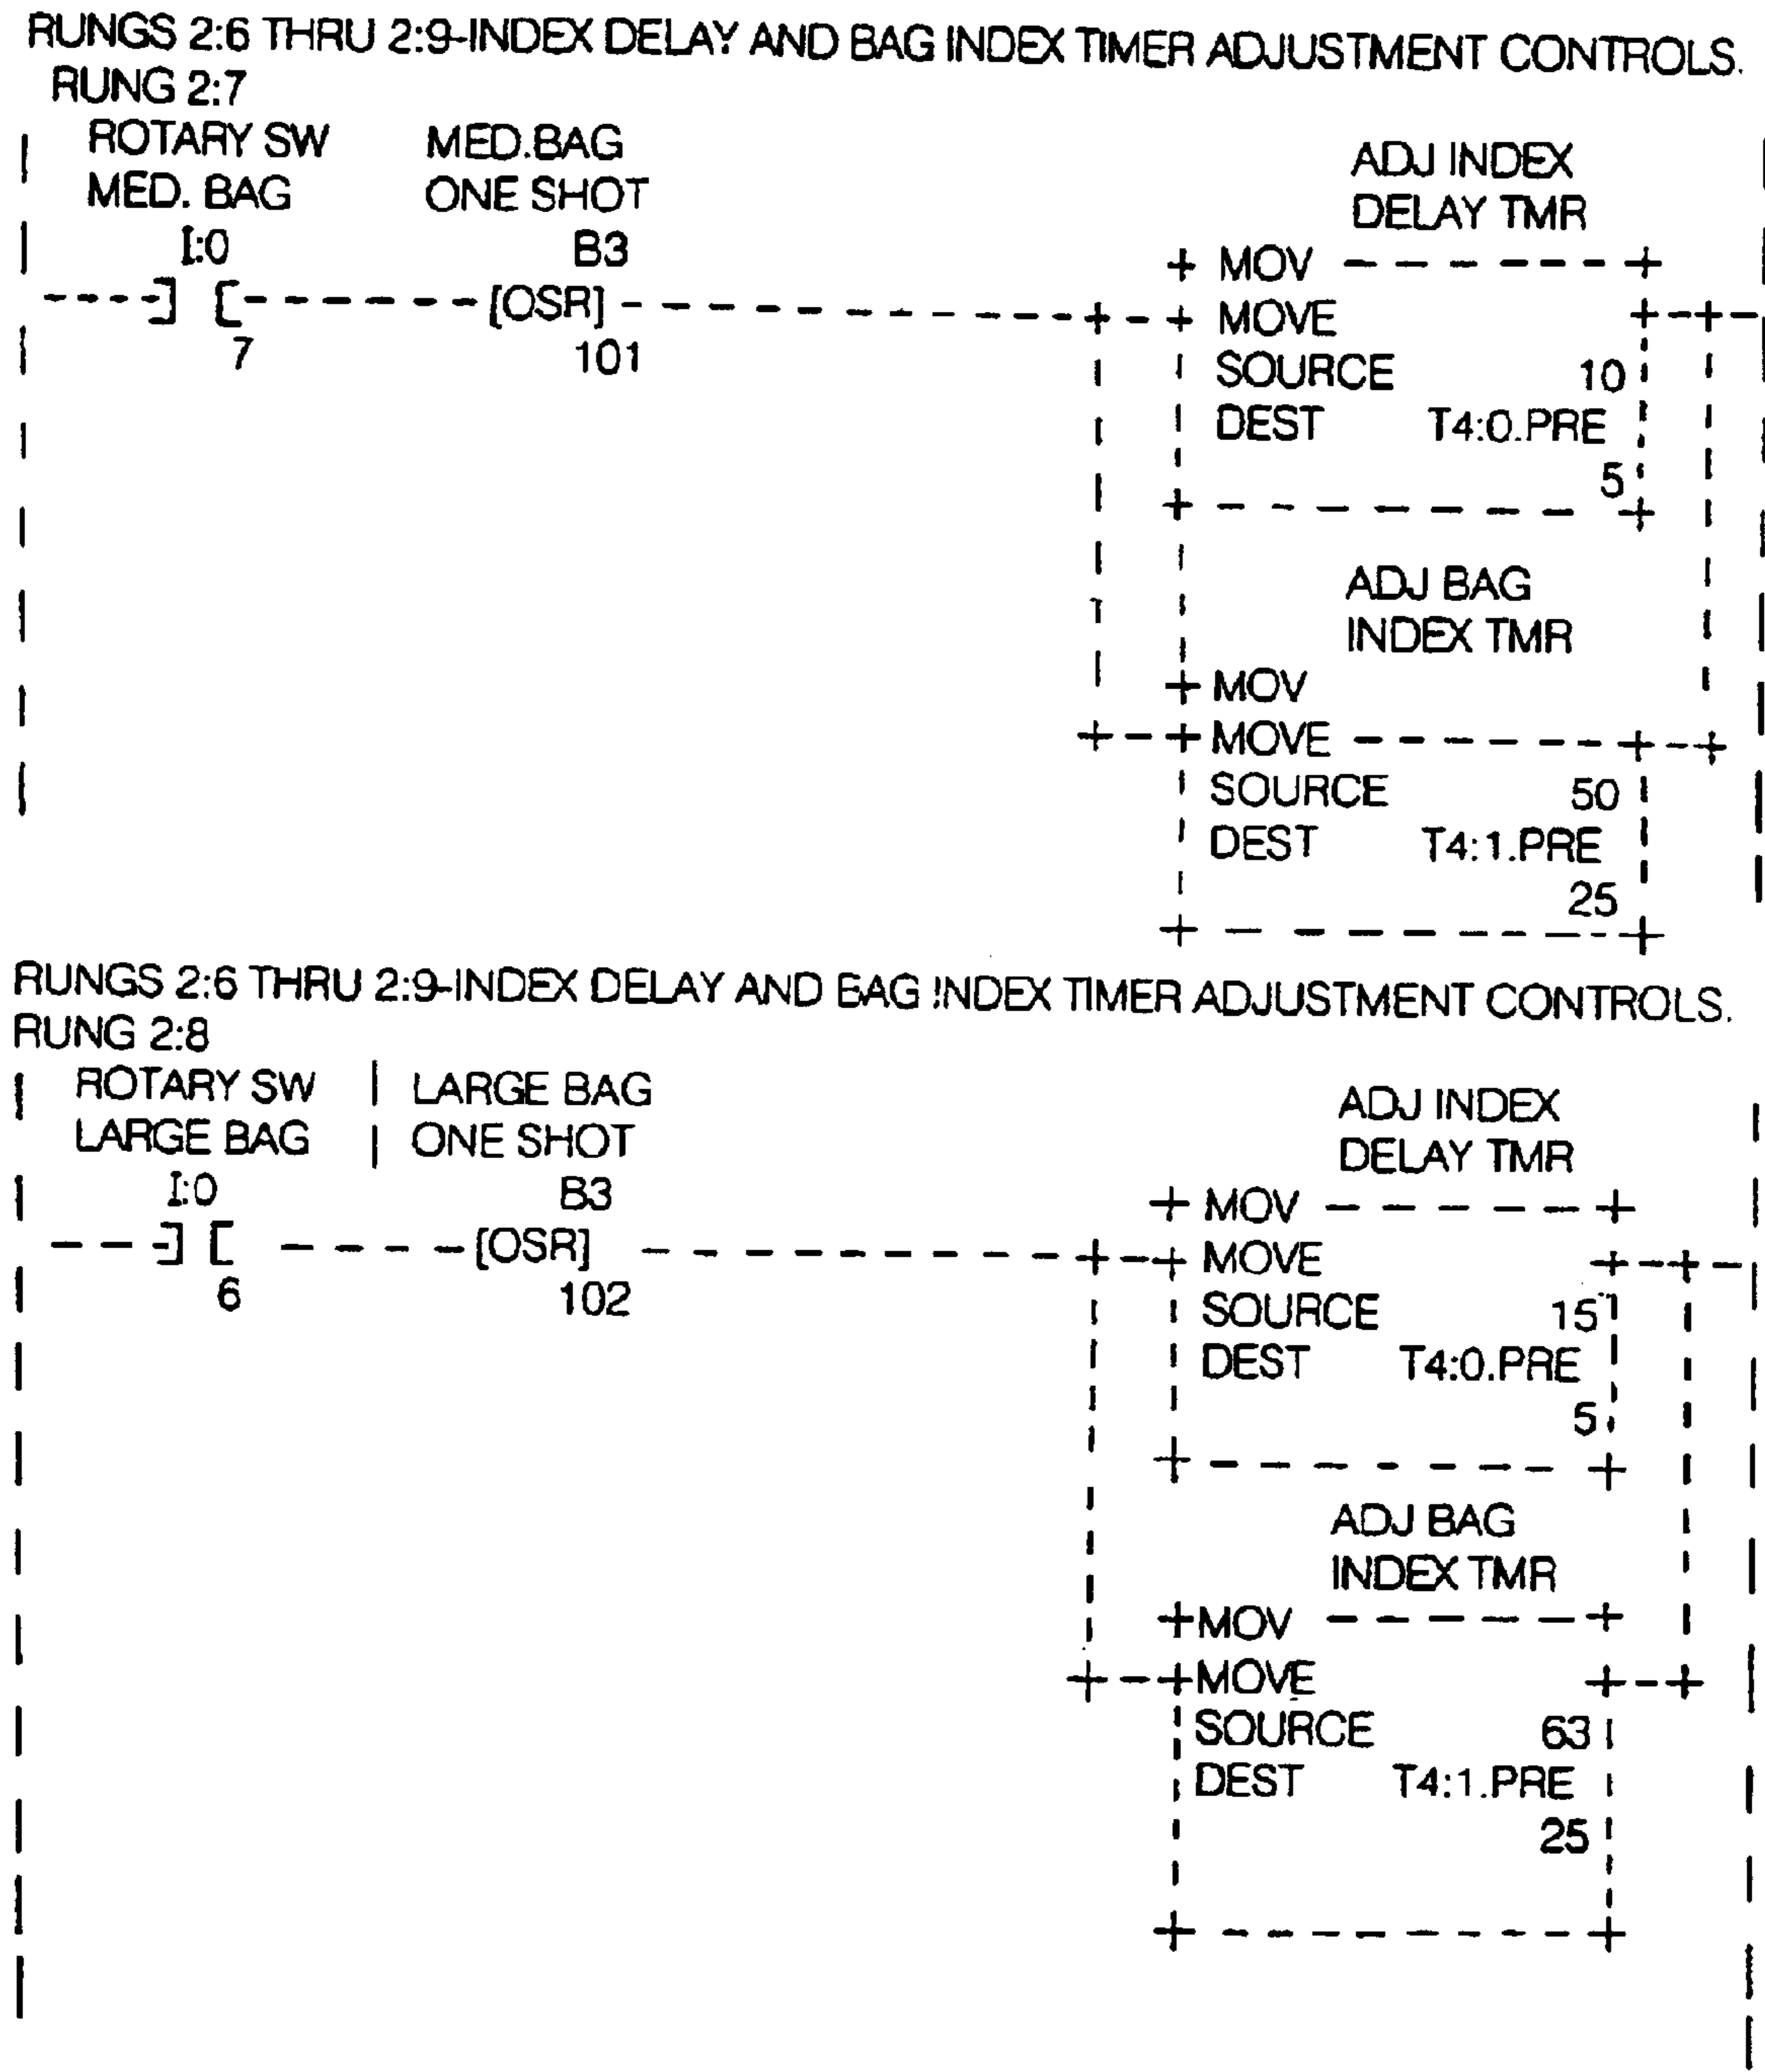 RUNGS 2:6 THRU 2:9-INDEX DELAY AND BAG INDEX TIMER ADJUSTMENT CONTROLS.
RUNG 2:7
ROTARY SW MED.BAG
MED. BAG ONE SHOT
I:0 B3
] [ [OSR]
7 101
ADJ INDEX
DELAY TMR
MOV
MOVE
SOURCE 10
DEST T4:0.PRE
5
ADJ BAG
INDEX TMR
MOV
MOVE
SOURCE 50
DEST T4:1.PRE
25
RUNGS 2:6 THRU 2:9-INDEX DELAY AND BAG INDEX TIMER ADJUSTMENT CONTROLS.
RUNG 2:8
ROTARY SW | LARGE BAG
LARGE BAG | ONE SHOT
I:0 B3
] [ [OSR]
6 102
ADJ INDEX
DELAY TMR
MOV
MOVE
SOURCE 15
DEST T4:0.PRE
5
ADJ BAG
INDEX TMR
MOV
MOVE
SOURCE 63
DEST T4:1.PRE
25